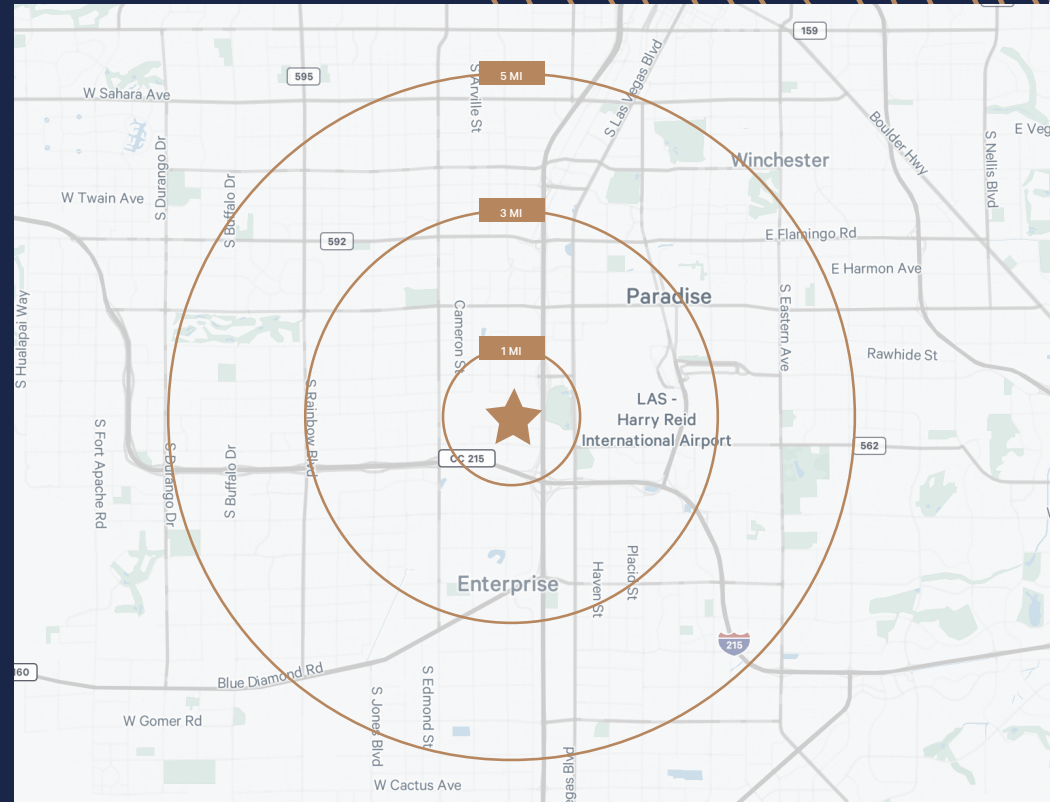 159
5 MI
595
W Sahara Ave
S Arville St
S Las Vegas Blvd
Boulder Hwy
E Veg
S Durango Dr
S Buffalo Dr
Winchester
S Nellis Blvd
W Twain Ave
3 MI
592
E Flamingo Rd
E Harmon Ave
S Hualapai Way
Cameron St
Paradise
S Eastern Ave
1 MI
Rawhide St
S Rainbow Blvd
LAS -
Harry Reid
International Airport
S Fort Apache Rd
S Durango Dr
S Buffalo Dr
CC 215
562
Enterprise
Haven St
Placid St
215
160
Blue Diamond Rd
S Jones Blvd
S Edmond St
W Gomer Rd
W Cactus Ave
egas Blvd